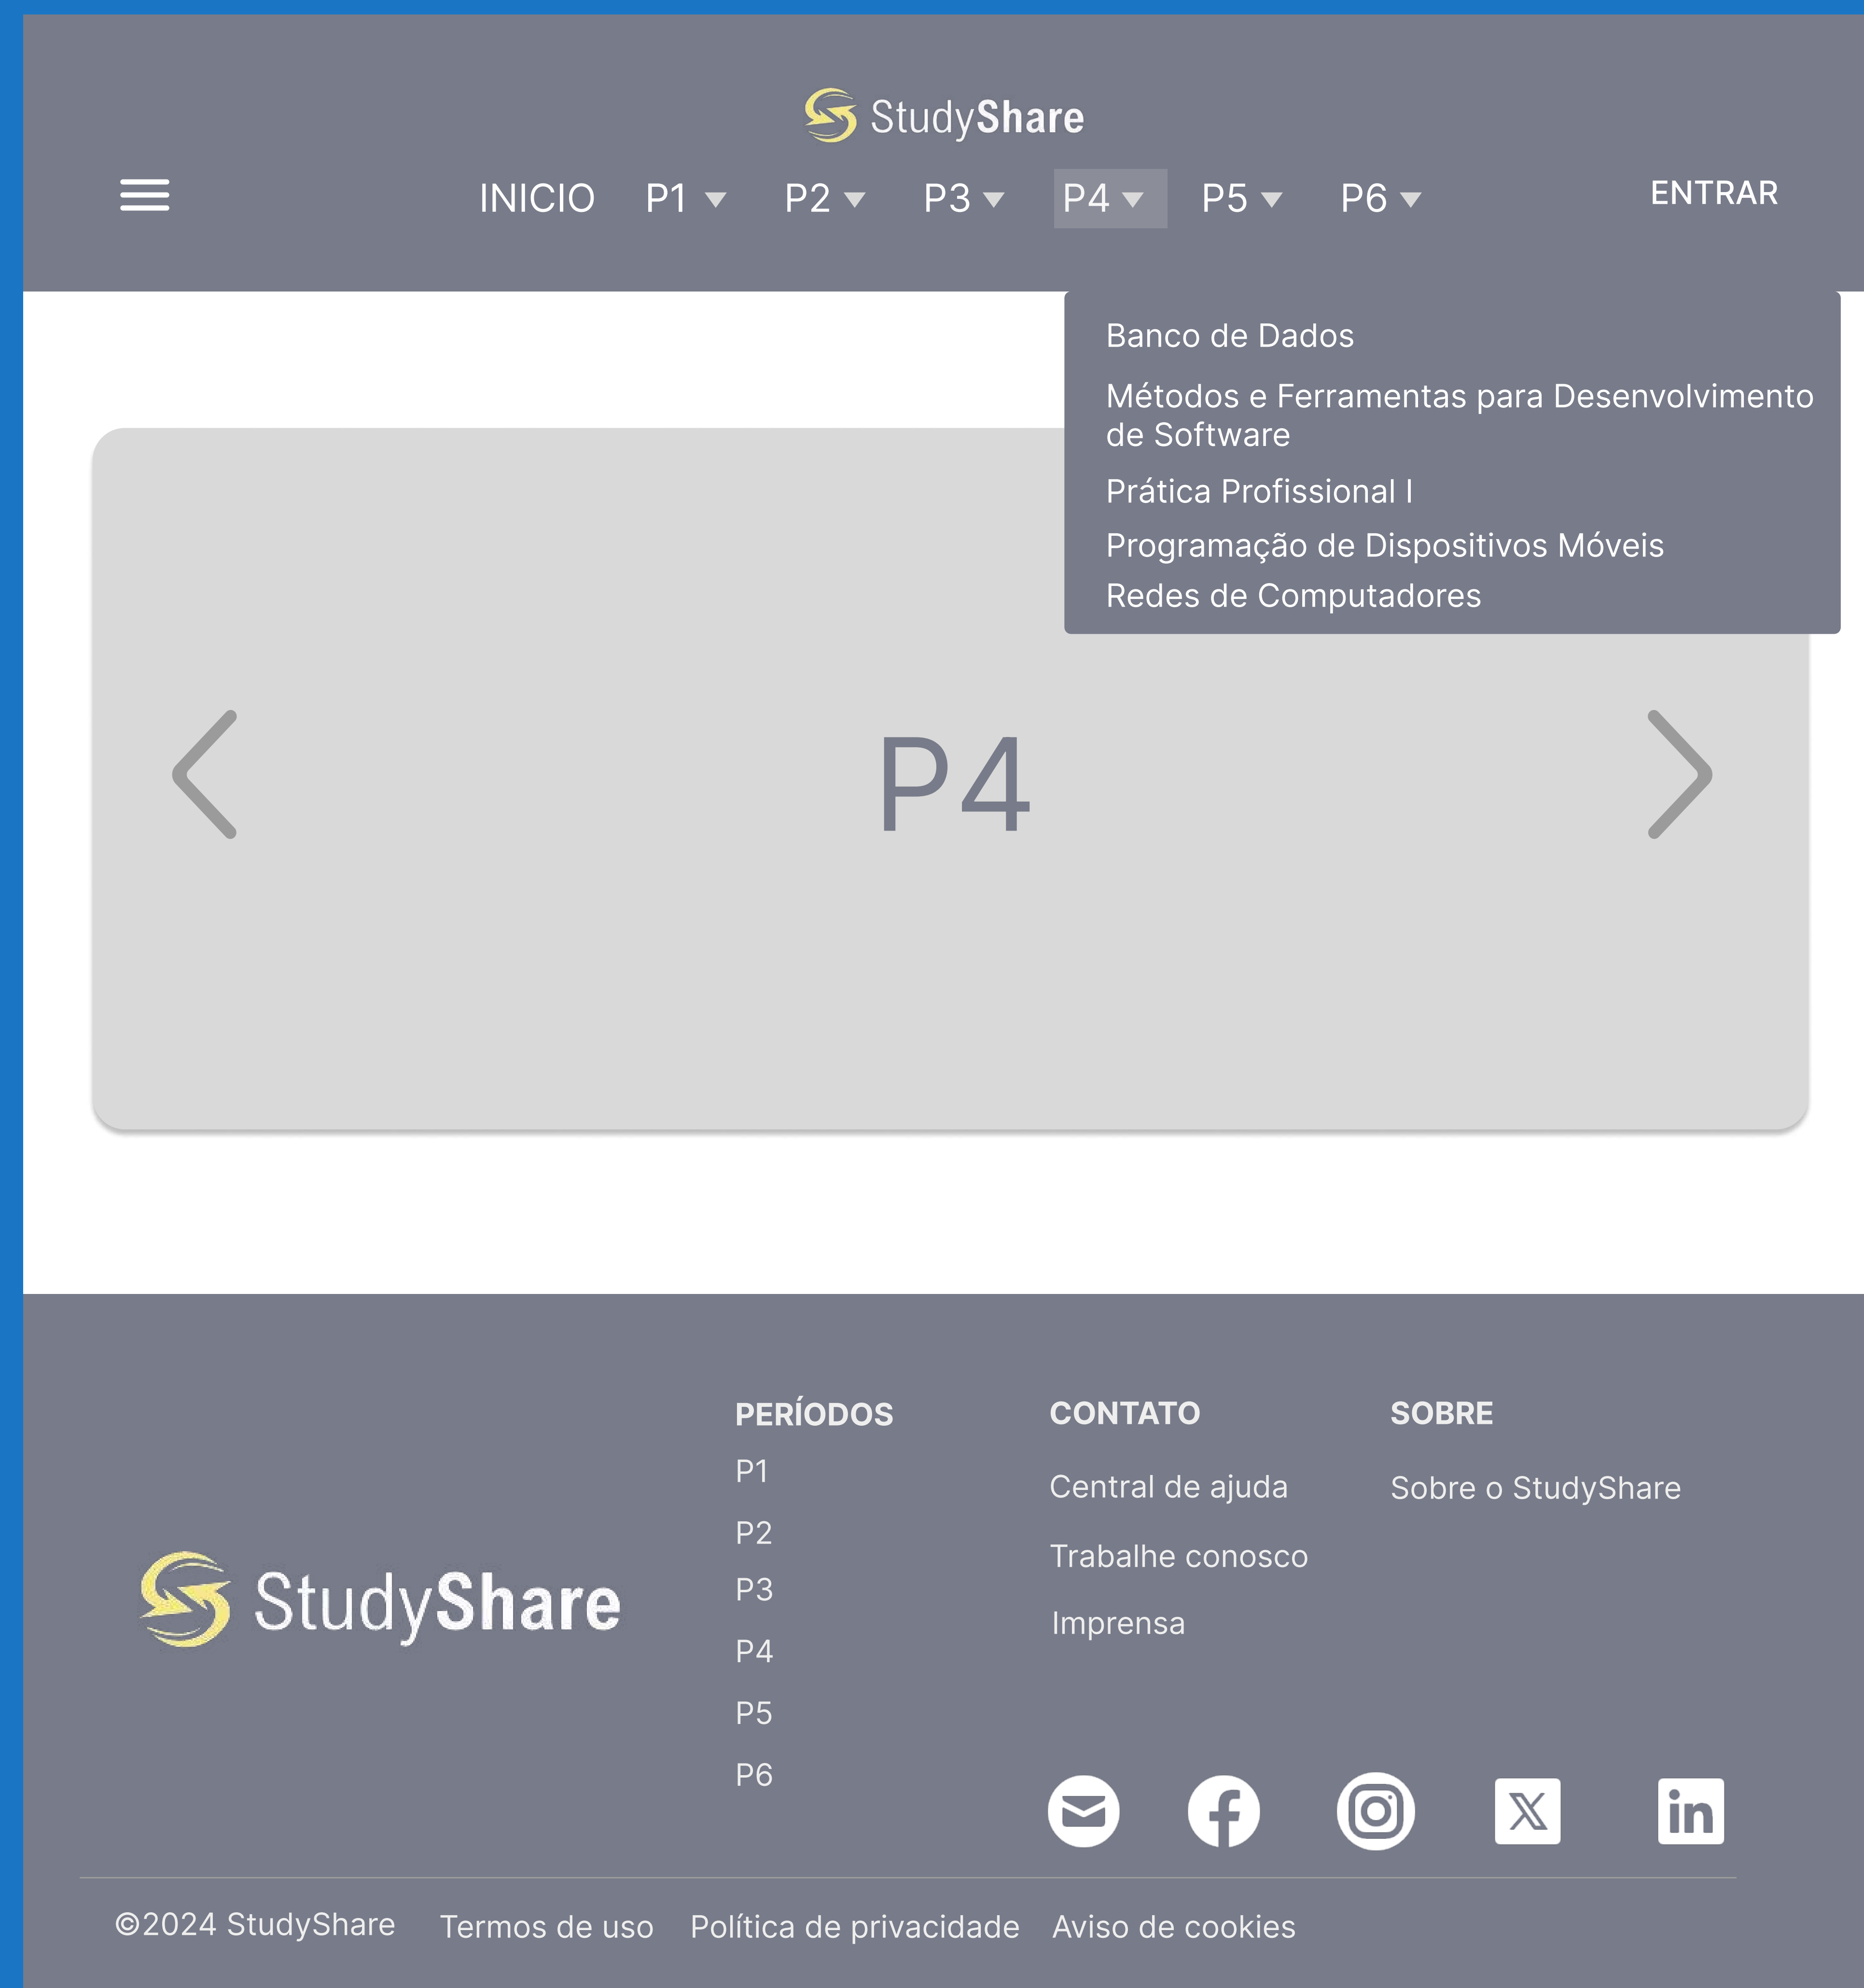 StudyShare
INICIO P1 P2 P3 P4 P5 P6 ENTRAR
Banco de Dados
Métodos e Ferramentas para Desenvolvimento
de Software
Prática Profissional I
Programação de Dispositivos Móveis
Redes de Computadores
P4
StudyShare
PERÍODOS
P1
P2
P3
P4
P5
P6
CONTATO
Central de ajuda
Trabalhe conosco
Imprensa
SOBRE
Sobre o StudyShare
©2024 StudyShare Termos de uso Política de privacidade Aviso de cookies